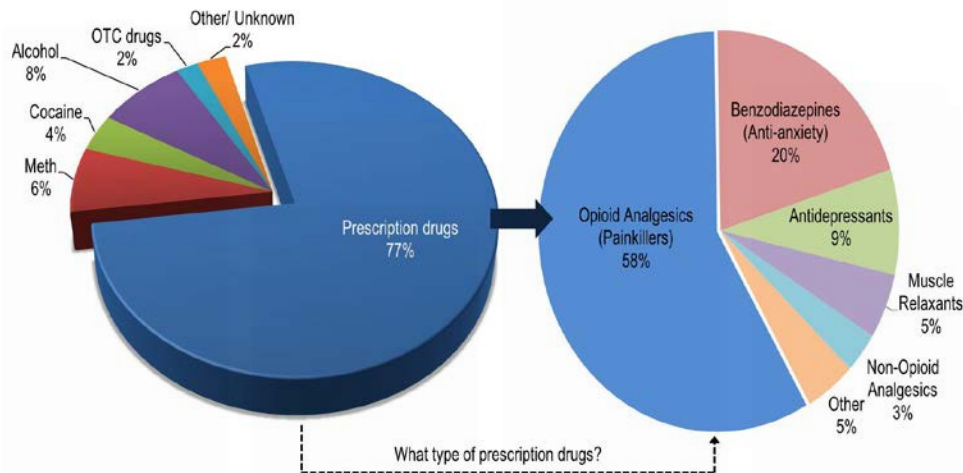 Other/ Unknown
2%
OTC drugs
2%
Alcohol
8%
Cocaine
4%
Meth
6%
Prescription drugs
77%
Benzodiazepines
(Anti-anxiety)
20%
Opioid Analgesics
(Painkillers)
58%
Antidepressants
9%
Muscle
Relaxants
5%
Non-Opioid
Analgesics
3%
Other
5%
What type of prescription drugs?